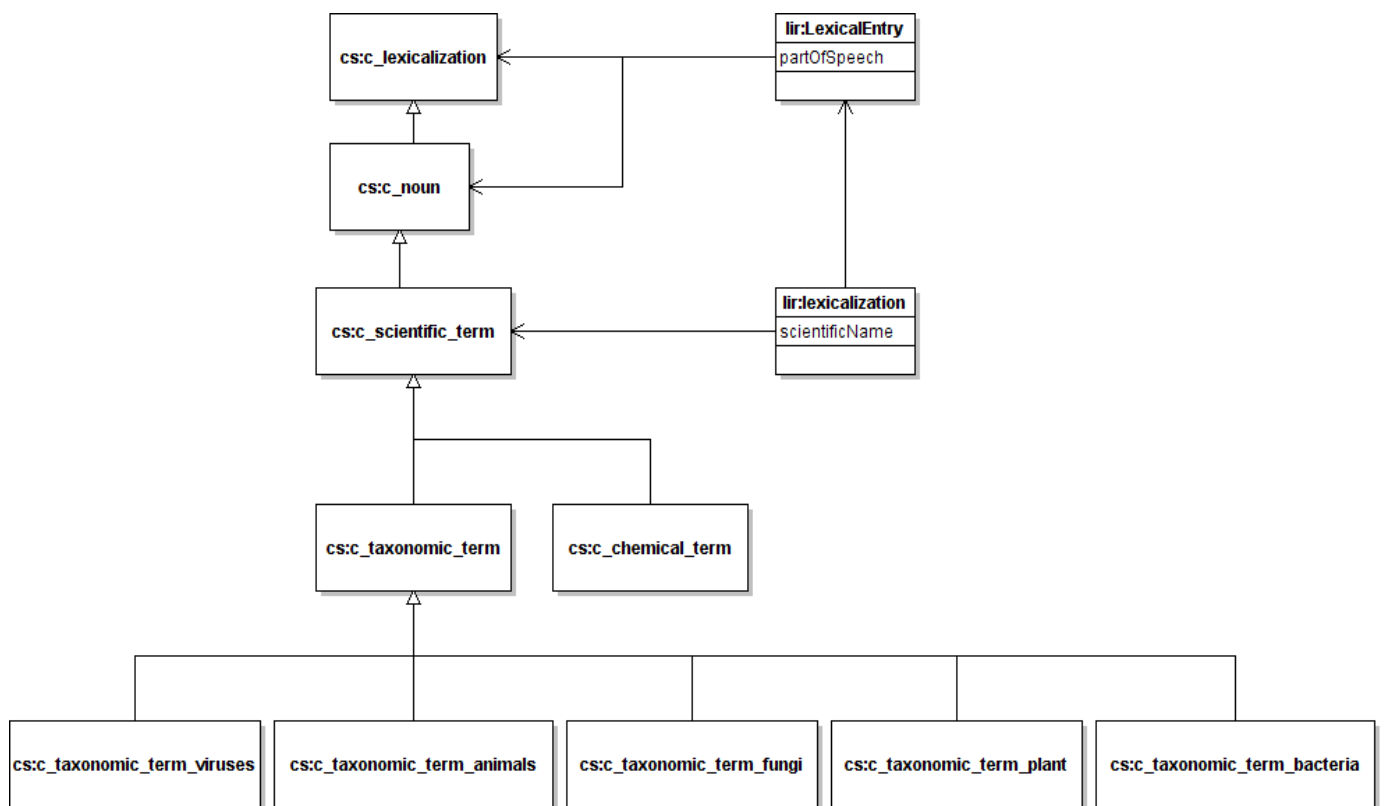 cs:c_lexicalization
lir:LexicalEntry
partOfSpeech
cs:c_noun
cs:c_scientific_term
lir:lexicalization
scientificName
cs:c_taxonomic_term
cs:c_chemical_term
cs:c_taxonomic_term_viruses
cs:c_taxonomic_term_animals
cs:c_taxonomic_term_fungi
cs:c_taxonomic_term_plant
cs:c_taxonomic_term_bacteria